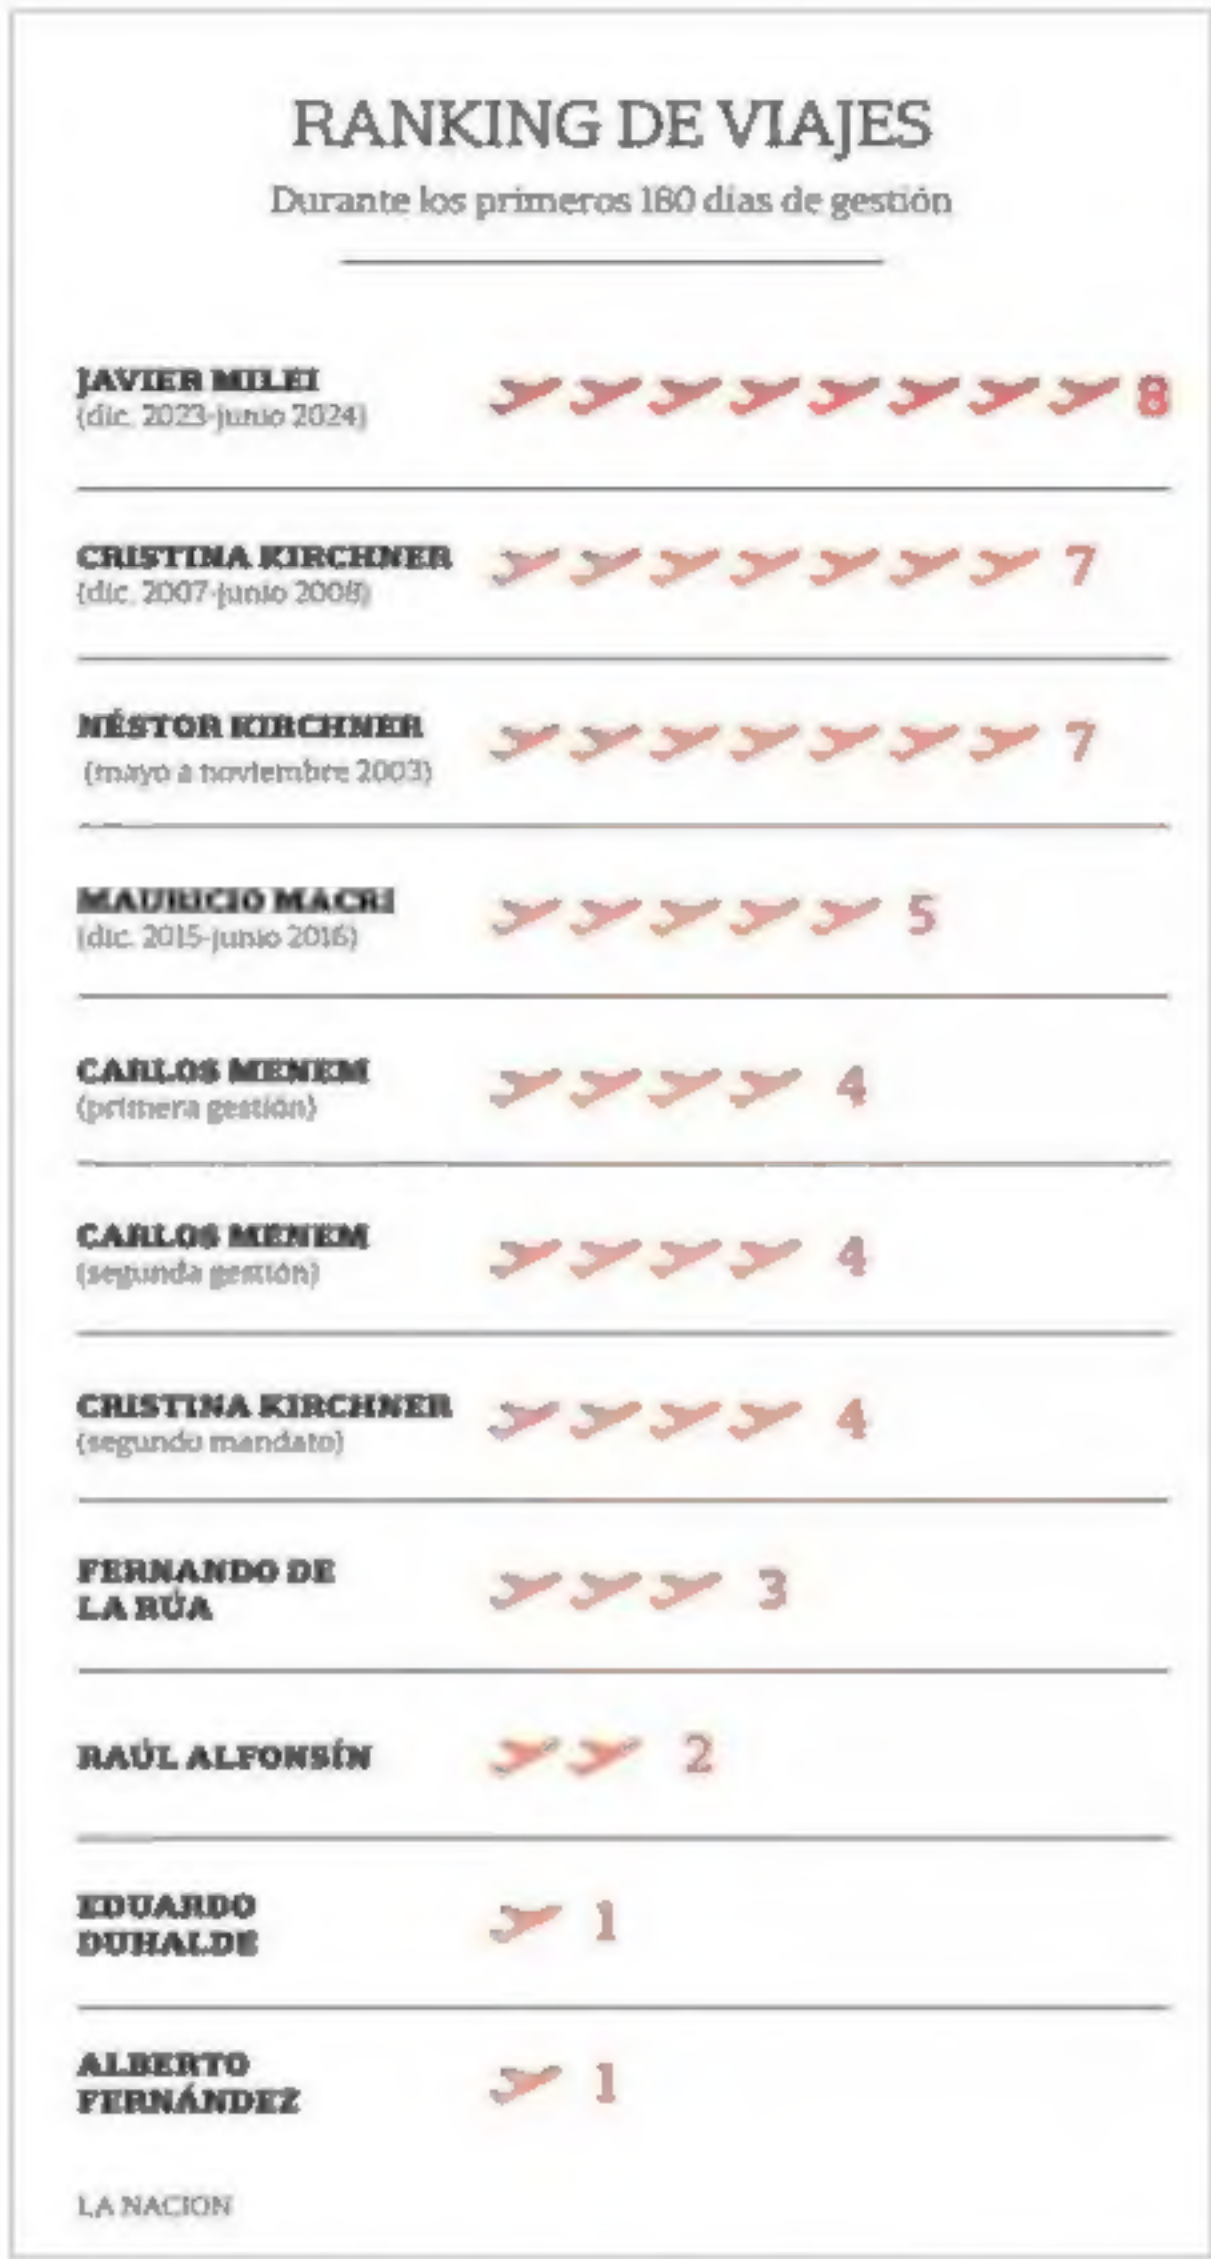 RANKING DE VIAJES
Durante los primeros 180 días de gestión
JAVIER MILEI
(dic. 2023-junio 2024)
8
CRISTINA KIRCHNER
(dic. 2007-junio 2008)
7
NÉSTOR KIRCHNER
(mayo a noviembre 2003)
7
MAURICIO MACRI
(dic. 2015-junio 2016)
5
CARLOS MENEM
(primera gestión)
4
CARLOS MENEM
(segunda gestión)
4
CRISTINA KIRCHNER
(segundo mandato)
4
FERNANDO DE
LA RÚA
3
RAÚL ALFONSÍN
2
EDUARDO
DUHALDE
1
ALBERTO
FERNÁNDEZ
1
LA NACION